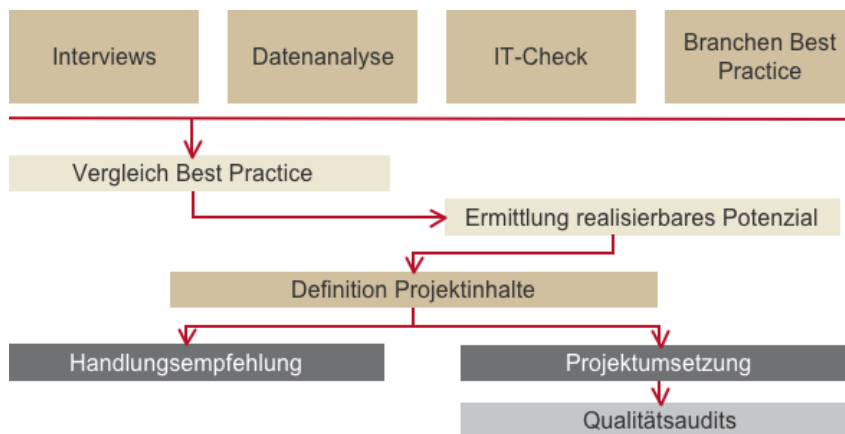 Interviews
Datenanalyse
IT-Check
Branchen Best
Practice
Vergleich Best Practice
Ermittlung realisierbares Potenzial
Definition Projektinhalte
Handlungsempfehlung
Projektumsetzung
Qualitätsaudits